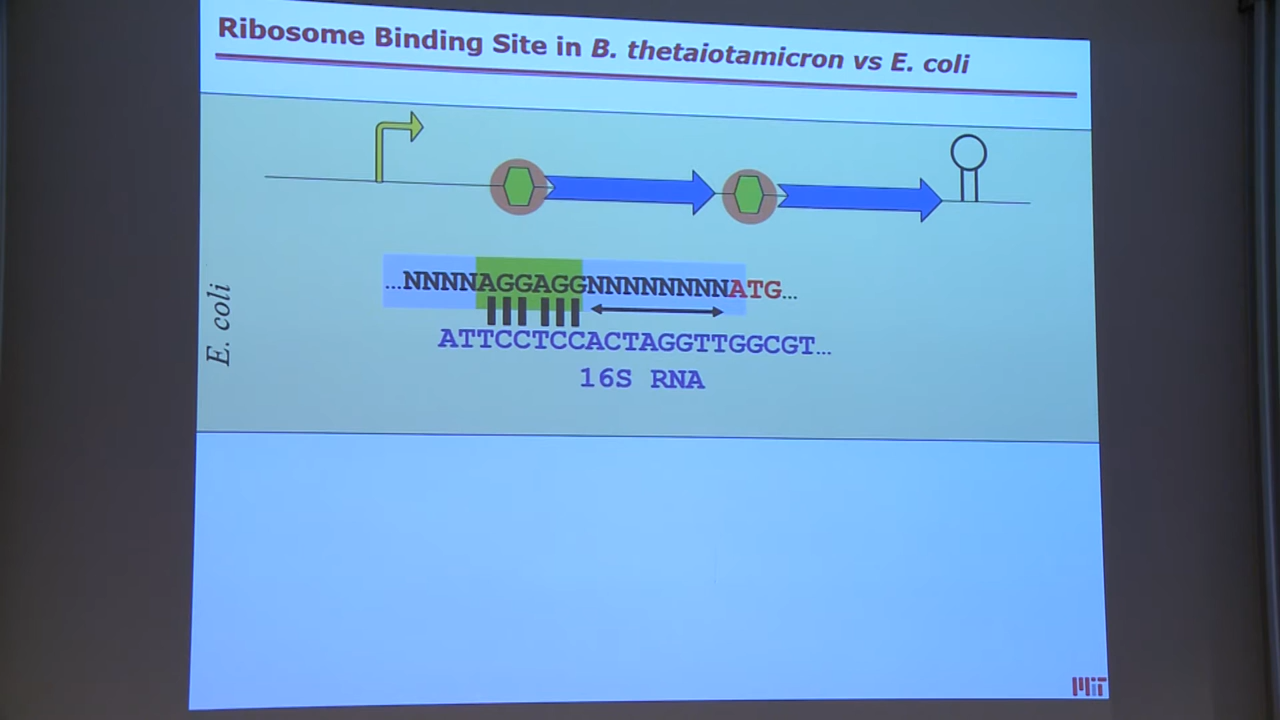 Ribosome Binding Site in B. thetaiotamicron vs E. coli
E. coli
...NNNNAGGAGGNNNNNNNNATG...
ATTCCTCCACTAGGTTGGCGT...
16S RNA
MIT